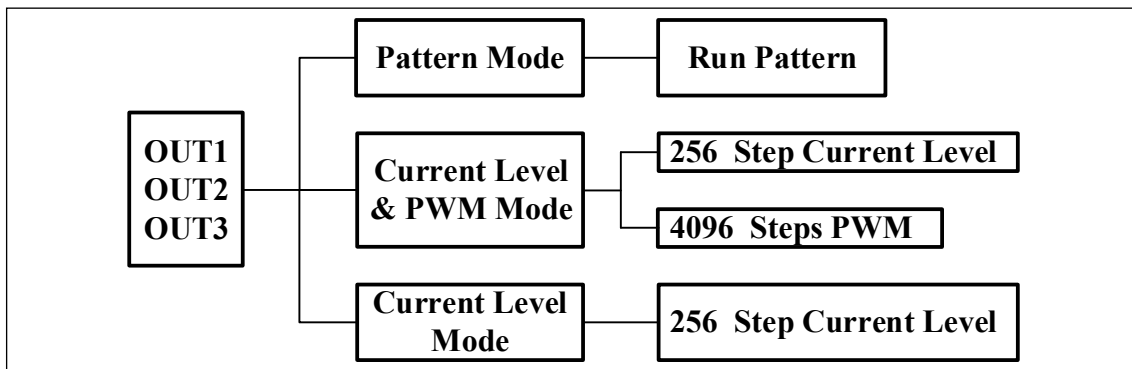 OUT1
OUT2
OUT3
Pattern Mode
Run Pattern
Current Level
& PWM Mode
256 Step Current Level
4096 Steps PWM
Current Level
Mode
256 Step Current Level